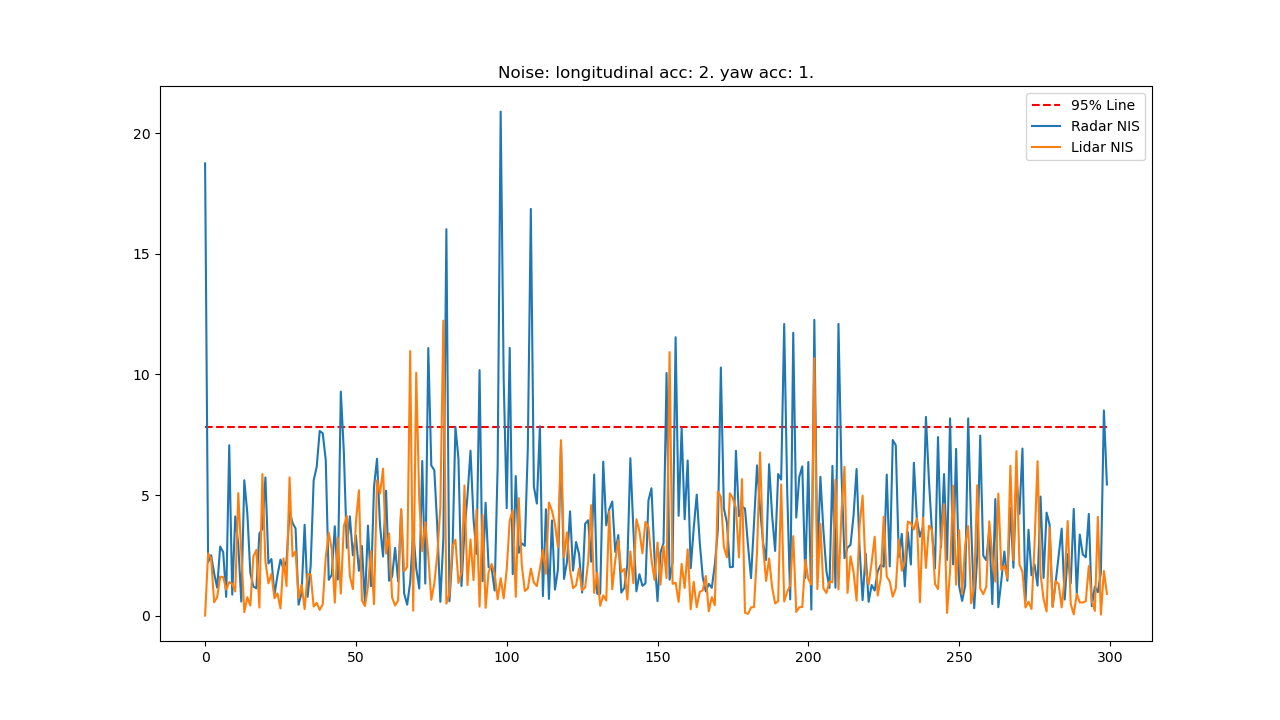 Noise: longitudinal acc: 2. yaw acc: 1.
95% Line
Radar NIS
Lidar NIS
20
15
10
5
0
0 50 100 150 200 250 300